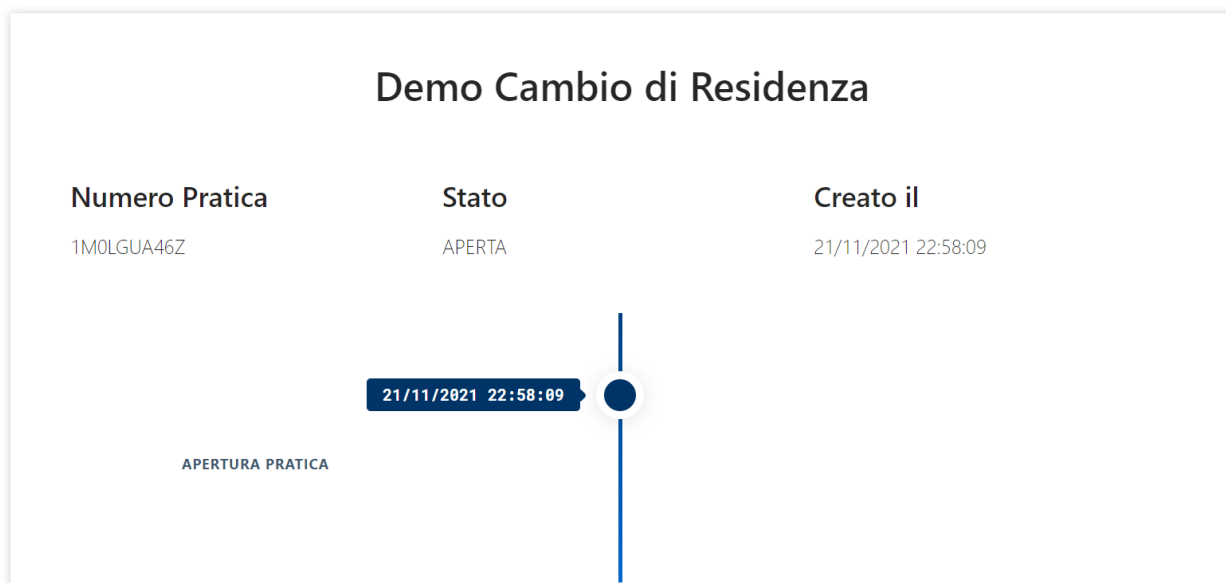 Demo Cambio di Residenza
Numero Pratica
Stato
Creato il
1M0LGUA46Z
APERTA
21/11/2021 22:58:09
21/11/2021 22:58:09
APERTURA PRATICA